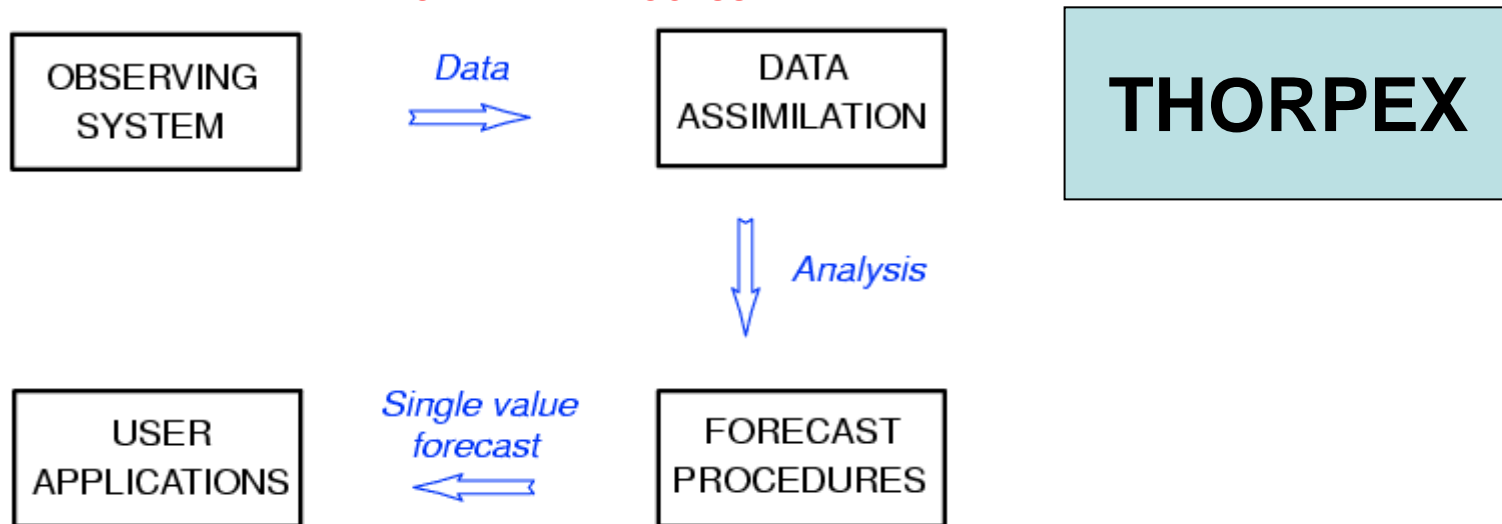 OBSERVING
SYSTEM
Data
DATA
ASSIMILATION
THORPEX
Analysis
USER
APPLICATIONS
Single value
forecast
FORECAST
PROCEDURES